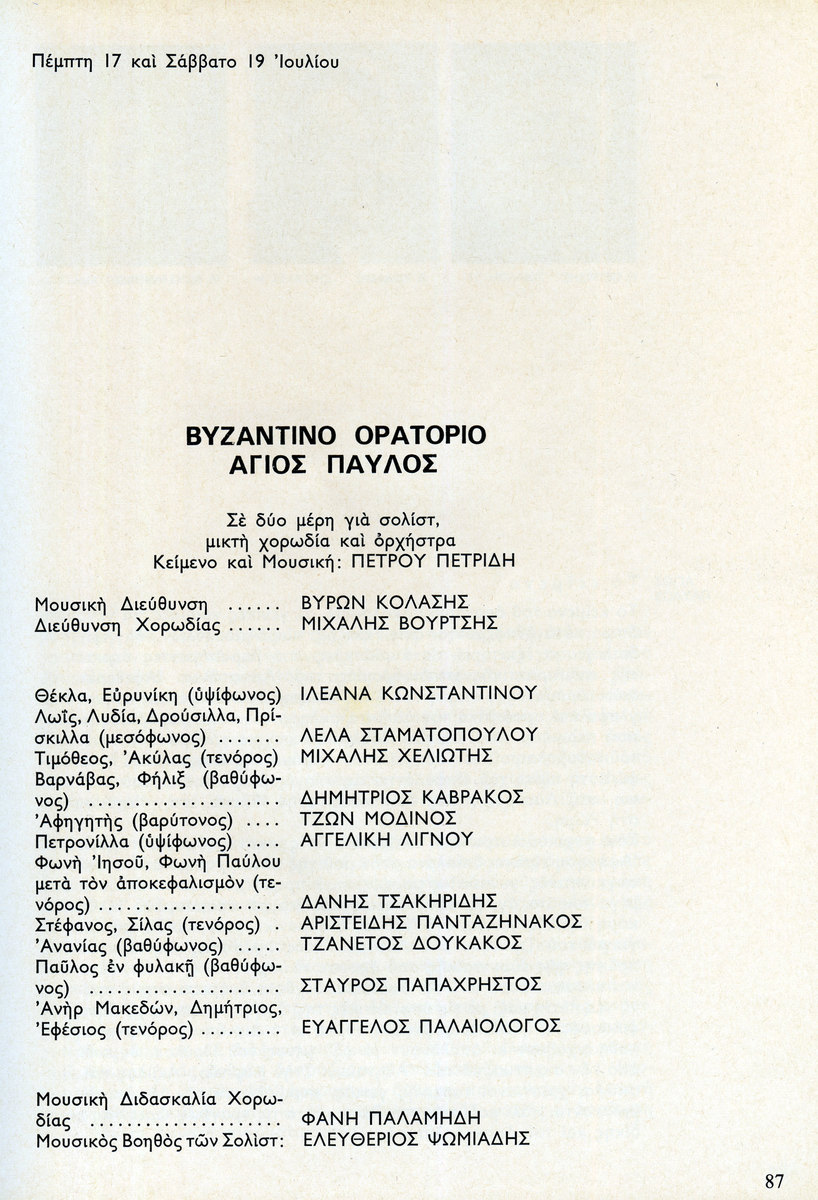 Πέμπτη 17 καὶ Σάββατο 19 Ἰουλίου
ΒΥΖΑΝΤΙΝΟ ΟΡΑΤΟΡΙΟ
ΑΓΙΟΣ ΠΑΥΛΟΣ
Σὲ δύο μέρη γιὰ σολίστ,
μικτὴ χορωδία καὶ ὀρχήστρα
Κείμενο καὶ Μουσική: ΠΕΤΡΟΥ ΠΕΤΡΙΔΗ
Μουσικὴ Διεύθυνση ...... ΒΥΡΩΝ ΚΟΛΑΣΗΣ
Διεύθυνση Χορωδίας ...... ΜΙΧΑΛΗΣ ΒΟΥΡΤΣΗΣ
Θέκλα, Εὐρυνίκη (ὑψίφωνος) ΙΛΕΑΝΑ ΚΩΝΣΤΑΝΤΙΝΟΥ
Λωΐς, Λυδία, Δρούσιλλα, Πρί-
σκιλλα (μεσόφωνος) ....... ΛΕΛΑ ΣΤΑΜΑΤΟΠΟΥΛΟΥ
Τιμόθεος, Ἀκύλας (τενόρος) ΜΙΧΑΛΗΣ ΧΕΛΙΩΤΗΣ
Βαρνάβας, Φήλιξ (βαθύφω-
νος) ..................... ΔΗΜΗΤΡΙΟΣ ΚΑΒΡΑΚΟΣ
Ἀφηγητὴς (βαρύτονος) .... ΤΖΩΝ ΜΟΔΙΝΟΣ
Πετρονίλλα (ὑψίφωνος) .... ΑΓΓΕΛΙΚΗ ΛΙΓΝΟΥ
Φωνὴ Ἰησοῦ, Φωνὴ Παύλου
μετὰ τὸν ἀποκεφαλισμὸν (τε-
νόρος) .................... ΔΑΝΗΣ ΤΣΑΚΗΡΙΔΗΣ
Στέφανος, Σίλας (τενόρος) . ΑΡΙΣΤΕΙΔΗΣ ΠΑΝΤΑΖΗΝΑΚΟΣ
Ἀνανίας (βαθύφωνος) ..... ΤΖΑΝΕΤΟΣ ΔΟΥΚΑΚΟΣ
Παῦλος ἐν φυλακῇ (βαθύφω-
νος) ..................... ΣΤΑΥΡΟΣ ΠΑΠΑΧΡΗΣΤΟΣ
Ἀνὴρ Μακεδών, Δημήτριος,
Ἐφέσιος (τενόρος) ......... ΕΥΑΓΓΕΛΟΣ ΠΑΛΑΙΟΛΟΓΟΣ
Μουσικὴ Διδασκαλία Χορω-
δίας ..................... ΦΑΝΗ ΠΑΛΑΜΗΔΗ
Μουσικὸς Βοηθὸς τῶν Σολὶστ: ΕΛΕΥΘΕΡΙΟΣ ΨΩΜΙΑΔΗΣ
87